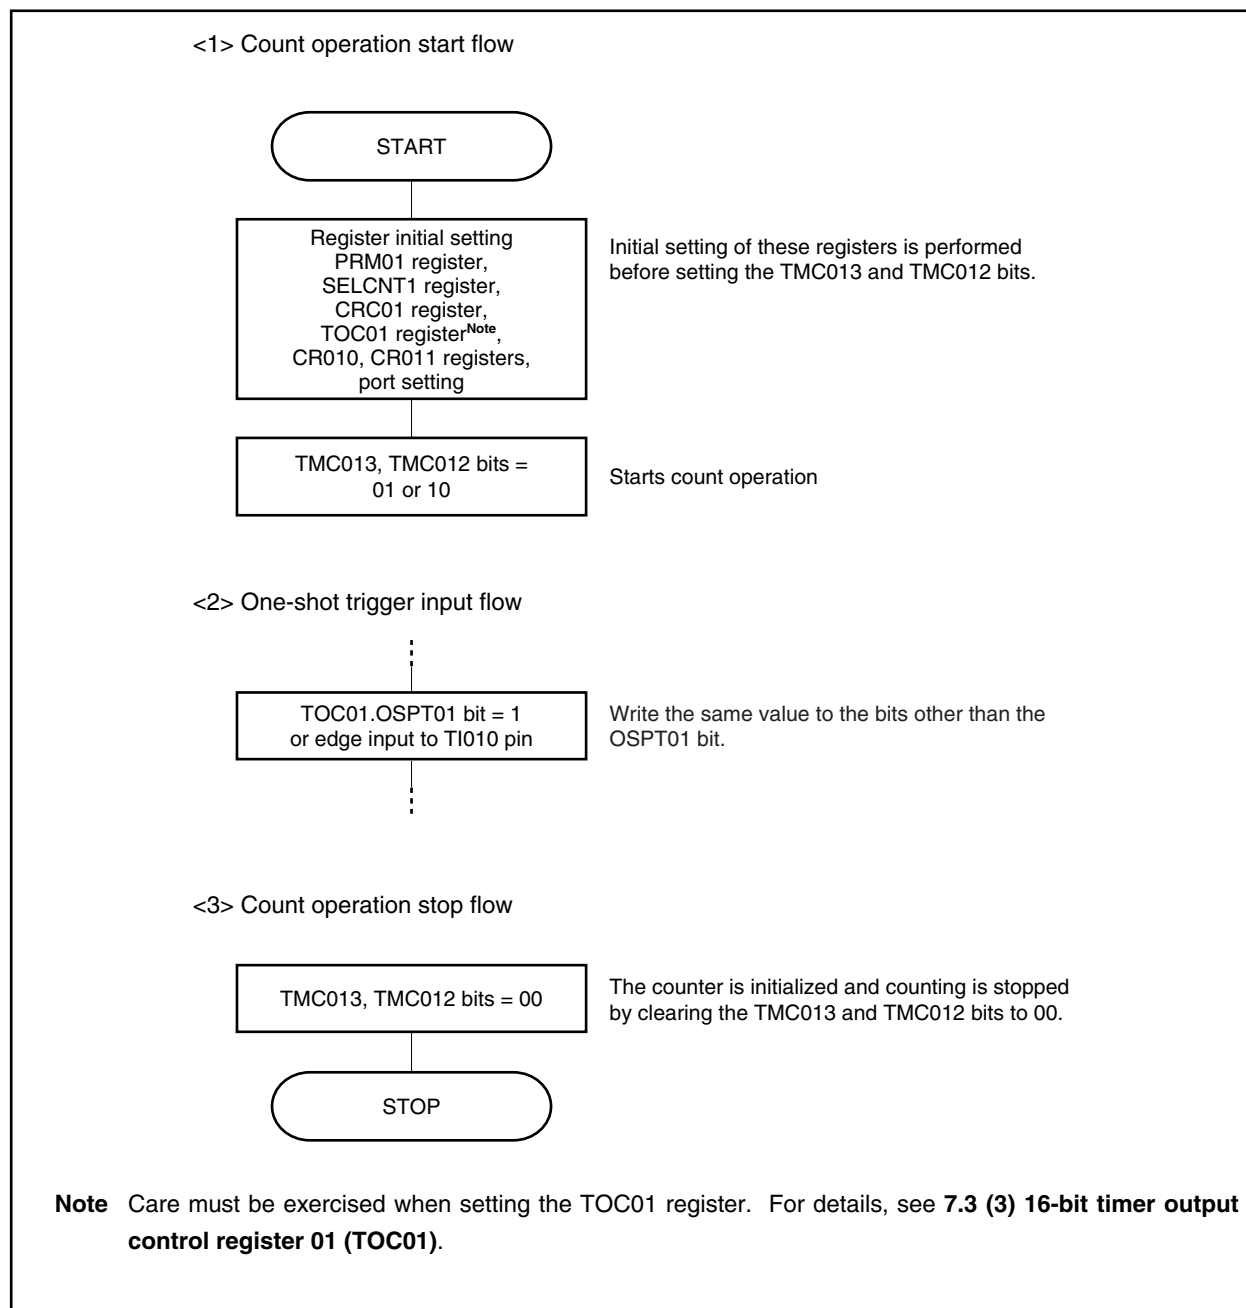 <1> Count operation start flow
START
Register initial setting
PRM01 register,
SELCNT1 register,
CRC01 register,
TOC01 registerNote,
CR010, CR011 registers,
port setting
Initial setting of these registers is performed
before setting the TMC013 and TMC012 bits.
TMC013, TMC012 bits =
01 or 10
Starts count operation
<2> One-shot trigger input flow
TOC01.OSPT01 bit = 1
or edge input to TI010 pin
Write the same value to the bits other than the
OSPT01 bit.
<3> Count operation stop flow
TMC013, TMC012 bits = 00
The counter is initialized and counting is stopped
by clearing the TMC013 and TMC012 bits to 00.
STOP
Note Care must be exercised when setting the TOC01 register. For details, see 7.3 (3) 16-bit timer output
control register 01 (TOC01).